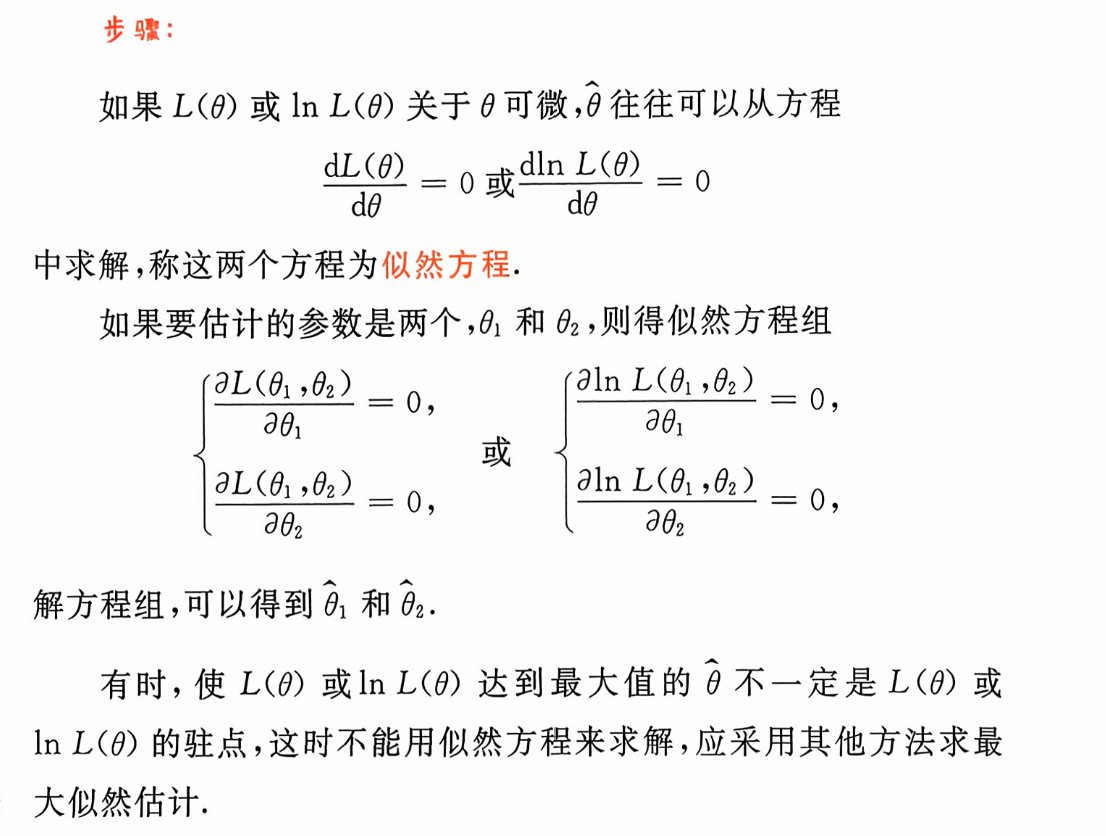 步骤:
如果 L(θ) 或 ln L(θ) 关于 θ 可微,θ̂ 往往可以从方程
dL(θ)/dθ = 0 或 dln L(θ)/dθ = 0
中求解,称这两个方程为似然方程.
如果要估计的参数是两个,θ₁ 和 θ₂,则得似然方程组
{ ∂L(θ₁,θ₂)/∂θ₁ = 0, ∂L(θ₁,θ₂)/∂θ₂ = 0, 或 { ∂ln L(θ₁,θ₂)/∂θ₁ = 0, ∂ln L(θ₁,θ₂)/∂θ₂ = 0,
解方程组,可以得到 θ̂₁ 和 θ̂₂.
有时, 使 L(θ) 或 ln L(θ) 达到最大值的 θ̂ 不一定是 L(θ) 或
ln L(θ) 的驻点,这时不能用似然方程来求解,应采用其他方法求最
大似然估计.